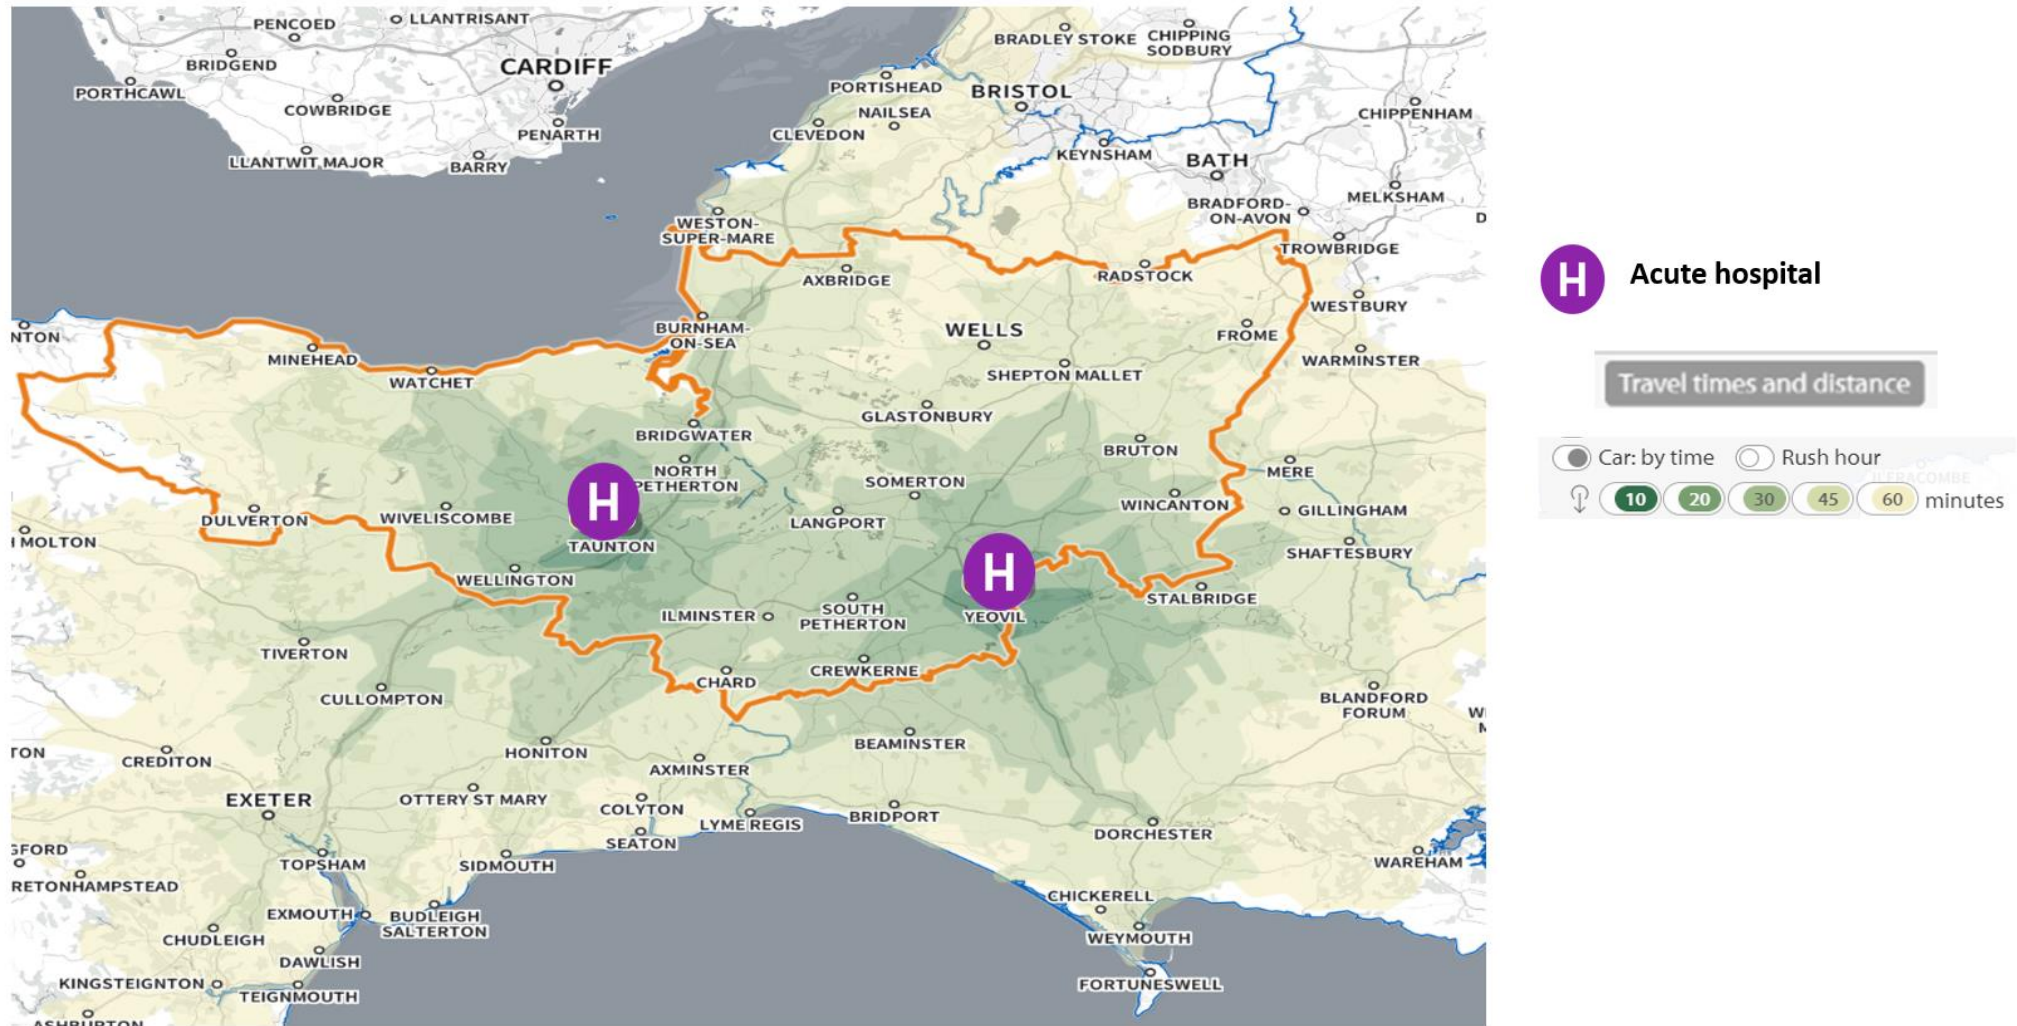 PENCOED
LLANTRISANT
BRIDGEND
CARDIFF
PORTHCAWL
COWBRIDGE
PENARTH
LLANTWIT MAJOR
BARRY
BRADLEY STOKE
CHIPPING
SODBURY
PORTISHEAD
BRISTOL
NAILSEA
CLEVEDON
CHIPPENHAM
KEYNSHAM
BATH
MELKSHAM
BRADFORD-
ON-AVON
D
WESTON-
SUPER-MARE
TROWBRIDGE
AXBRIDGE
RADSTOCK
WESTBURY
BURNHAM-
ON-SEA
WELLS
FROME
NTON
MINEHEAD
WATCHET
WARMINSTER
SHEPTON MALLET
GLASTONBURY
BRIDGWATER
BRUTON
NORTH
PETHERTON
MERE
SOMERTON
H
WINCANTON
GILLINGHAM
DULVERTON
WIVELISCOMBE
LANGPORT
H MOLTON
TAUNTON
SHAFTESBURY
H
WELLINGTON
STALBRIDGE
ILMINSTER
SOUTH
PETHERTON
YEOVIL
TIVERTON
CREWKERNE
CHARD
CULLOMPTON
BLANDFORD
FORUM
W
M
TON
CREDITON
HONITON
BEAMINSTER
AXMINSTER
EXETER
OTTERY ST MARY
COLYTON
LYME REGIS
BRIDPORT
DORCHESTER
SEATON
GFORD
TOPSHAM
SIDMOUTH
WAREHAM
RETONHAMPSTEAD
EXMOUTH
BUDLEIGH
SALTERTON
CHICKERELL
CHUDLEIGH
WEYMOUTH
DAWLISH
KINGSTEIGNTON
TEIGNMOUTH
FORTUNESWELL
ASHBURTON
H Acute hospital
Travel times and distance
Car: by time Rush hour
ILFRACOMBE
10 20 30 45 60 minutes